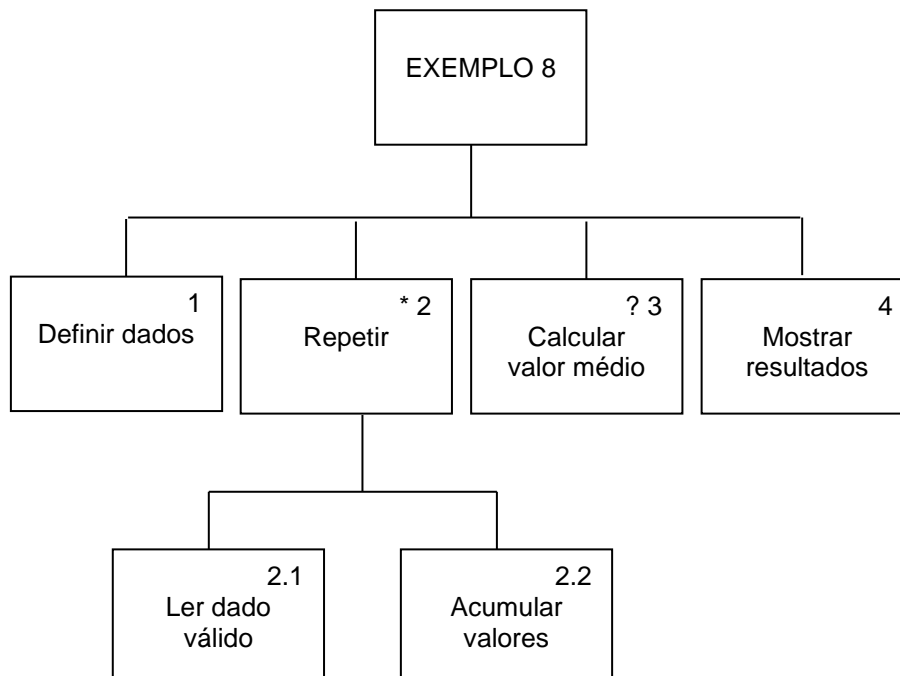 EXEMPLO 8
1
Definir dados
* 2
Repetir
? 3
Calcular
valor médio
4
Mostrar
resultados
2.1
Ler dado
válido
2.2
Acumular
valores